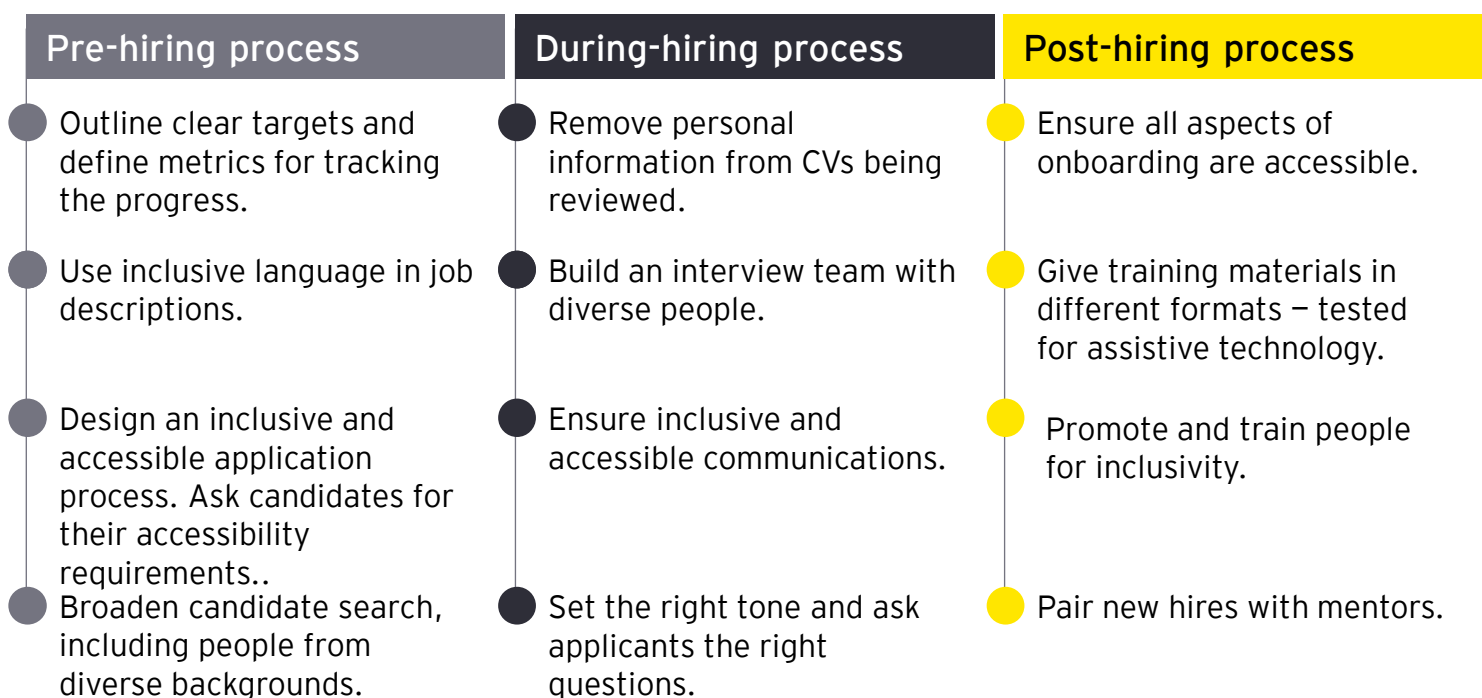 Pre-hiring process
Outline clear targets and
define metrics for tracking
the progress.
Use inclusive language in job
descriptions.
Design an inclusive and
accessible application
process. Ask candidates for
their accessibility
requirements..
Broaden candidate search,
including people from
diverse backgrounds.
During-hiring process
Remove personal
information from CVs being
reviewed.
Build an interview team with
diverse people.
Ensure inclusive and
accessible communications.
Set the right tone and ask
applicants the right
questions.
Post-hiring process
Ensure all aspects of
onboarding are accessible.
Give training materials in
different formats – tested
for assistive technology.
Promote and train people
for inclusivity.
Pair new hires with mentors.